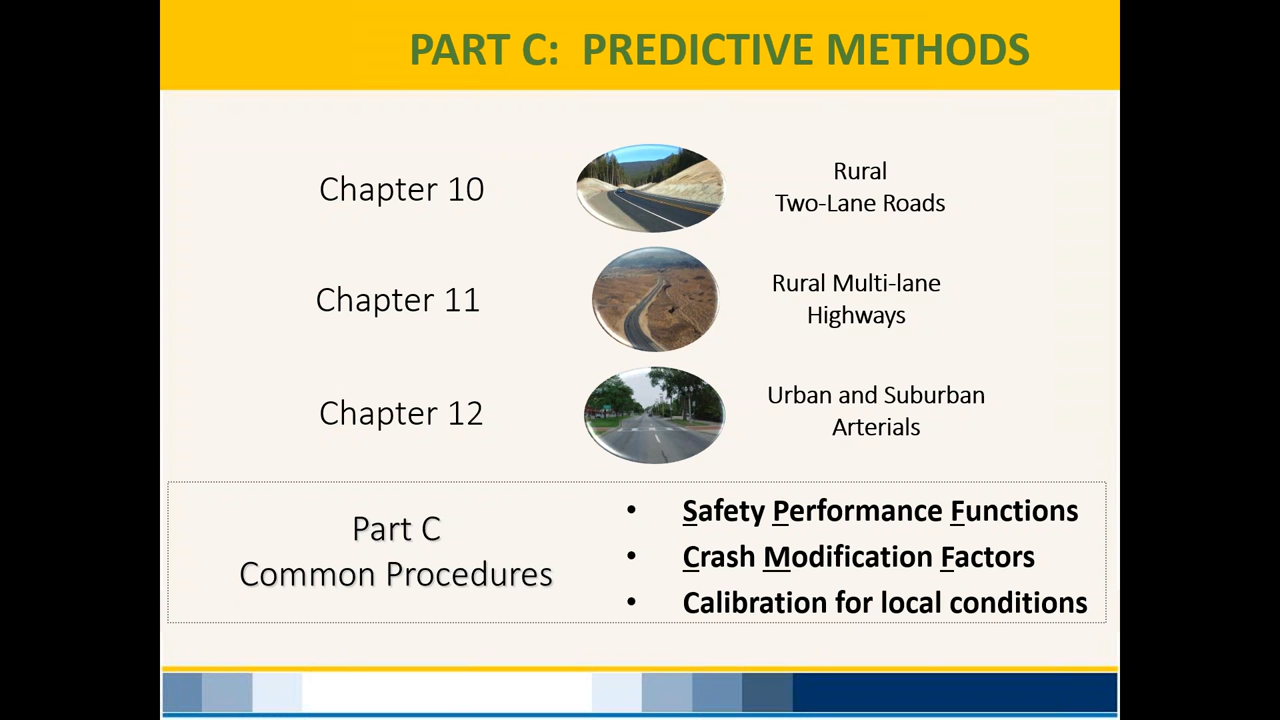 PART C: PREDICTIVE METHODS
Chapter 10
Rural
Two-Lane Roads
Chapter 11
Rural Multi-lane
Highways
Chapter 12
Urban and Suburban
Arterials
Part C
Common Procedures
• Safety Performance Functions
• Crash Modification Factors
• Calibration for local conditions